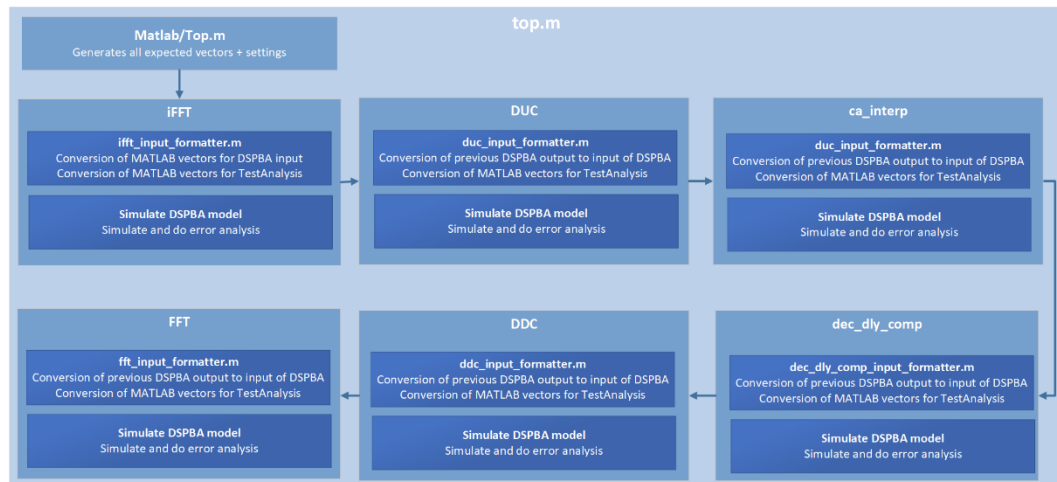 top.m
Matlab/Top.m
Generates all expected vectors + settings
iFFT
ifft_input_formatter.m
Conversion of MATLAB vectors for DSPBA input
Conversion of MATLAB vectors for TestAnalysis
Simulate DSPBA model
Simulate and do error analysis
DUC
duc_input_formatter.m
Conversion of previous DSPBA output to input of DSPBA
Conversion of MATLAB vectors for TestAnalysis
Simulate DSPBA model
Simulate and do error analysis
ca_interp
duc_input_formatter.m
Conversion of previous DSPBA output to input of DSPBA
Conversion of MATLAB vectors for TestAnalysis
Simulate DSPBA model
Simulate and do error analysis
FFT
fft_input_formatter.m
Conversion of previous DSPBA output to input of DSPBA
Conversion of MATLAB vectors for TestAnalysis
Simulate DSPBA model
Simulate and do error analysis
DDC
ddc_input_formatter.m
Conversion of previous DSPBA output to input of DSPBA
Conversion of MATLAB vectors for TestAnalysis
Simulate DSPBA model
Simulate and do error analysis
dec_dly_comp
dec_dly_comp_input_formatter.m
Conversion of previous DSPBA output to input of DSPBA
Conversion of MATLAB vectors for TestAnalysis
Simulate DSPBA model
Simulate and do error analysis